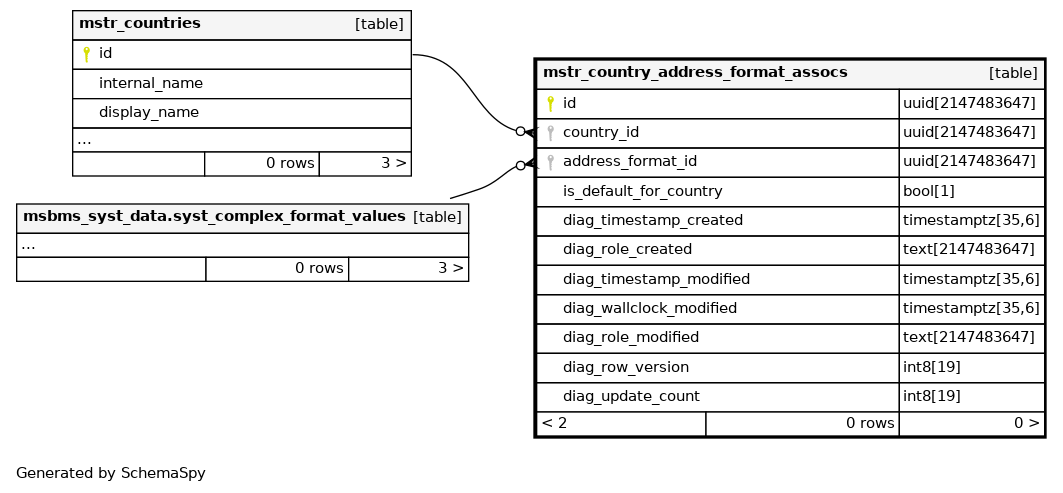 mstr_countries [table]
id
internal_name
display_name
...
0 rows 3 >
msbms_syst_data.syst_complex_format_values [table]
...
0 rows 3 >
mstr_country_address_format_assocs [table]
id uuid[2147483647]
country_id uuid[2147483647]
address_format_id uuid[2147483647]
is_default_for_country bool[1]
diag_timestamp_created timestamptz[35,6]
diag_role_created text[2147483647]
diag_timestamp_modified timestamptz[35,6]
diag_wallclock_modified timestamptz[35,6]
diag_role_modified text[2147483647]
diag_row_version int8[19]
diag_update_count int8[19]
< 2 0 rows 0 >
Generated by SchemaSpy